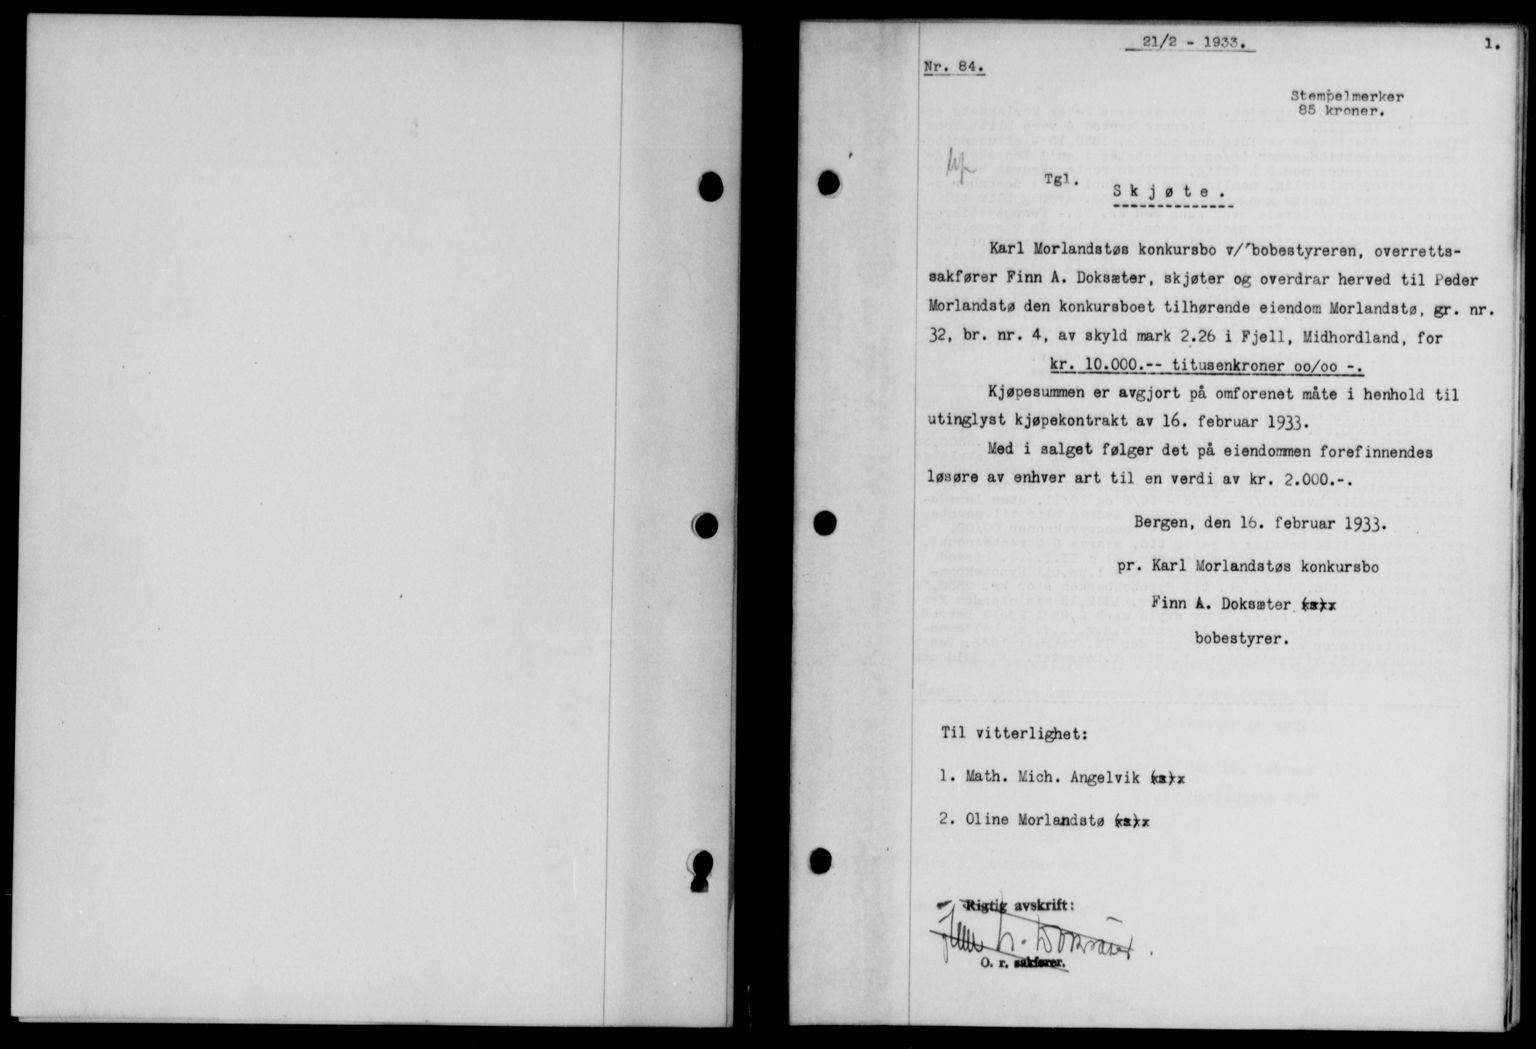 21/2 - 1933.
1.
Nr. 84.
Stempelmerker
85 kroner.
Tgl.
Skjøte.
Karl Morlandstøs konkursbo v/ bobestyreren, overretts-
sakfører Finn A. Doksæter, skjøter og overdrar herved til Peder
Morlandstø den konkursboet tilhørende eiendom Morlandstø, gr. nr.
32, br. nr. 4, av skyld mark 2.26 i Fjell, Midhordland, for
kr. 10.000.-- titusenkroner oo/oo -.
Kjøpesummen er avgjort på omforenet måte i henhold til
utinglyst kjøpekontrakt av 16. februar 1933.
Med i salget følger det på eiendommen forefinnendes
løsøre av enhver art til en verdi av kr. 2.000.-.
Bergen, den 16. februar 1933.
pr. Karl Morlandstøs konkursbo
Finn A. Doksæter
bobestyrer.
Til vitterlighet:
1. Math. Mich. Angelvik
2. Oline Morlandstø
Rigtig avskrift:
Finn A. Doksæter.
O. r. sakfører.